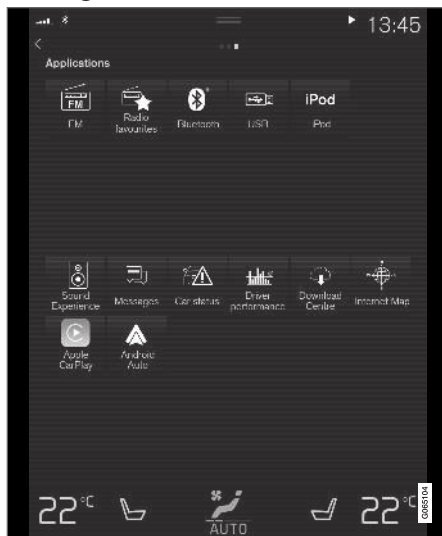 13:45
Applications
FM
iPod
FM
Radio
favourites
Bluetooth
USB
iPod
Sound
Experience
Messages
Car status
Driver
performance
Download
Centre
Internet Map
Apple
CarPlay
Android
Auto
22°C
AUTO
22°C
G065104